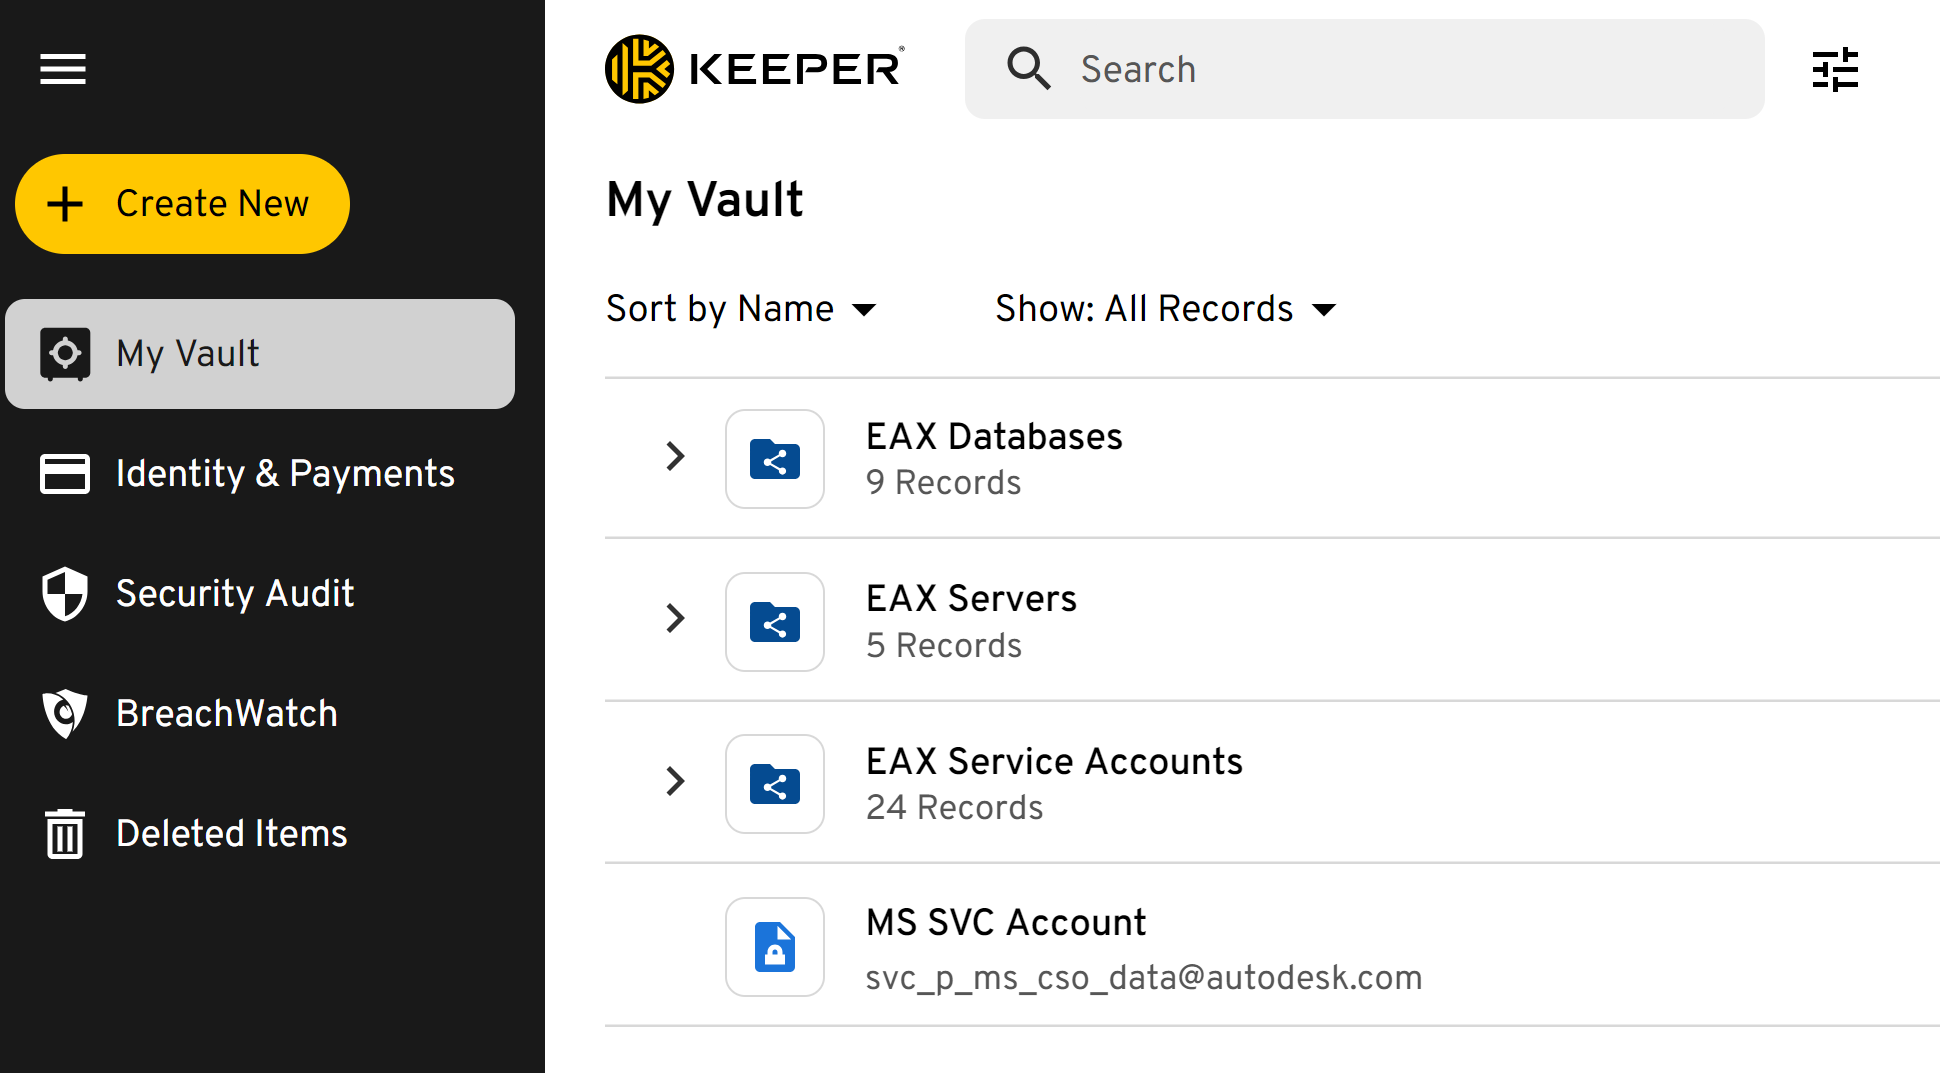 KEEPER®
Search
Create New
My Vault
Identity & Payments
Security Audit
BreachWatch
Deleted Items
My Vault
Sort by Name
Show: All Records
EAX Databases
9 Records
EAX Servers
5 Records
EAX Service Accounts
24 Records
MS SVC Account
svc_p_ms_cso_data@autodesk.com